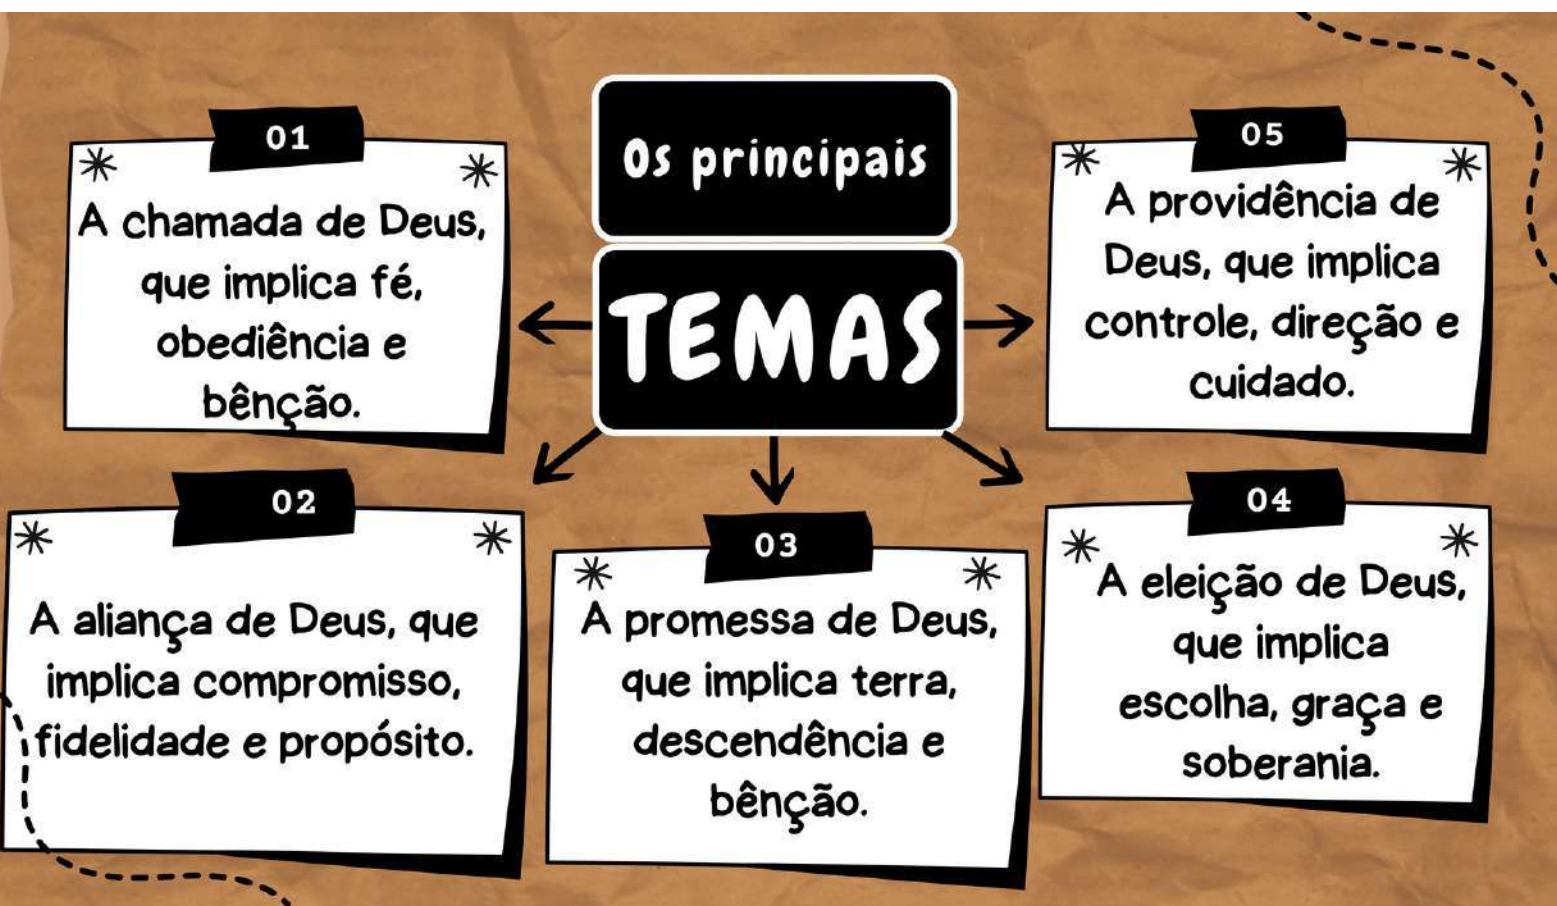 Os principais
TEMAS
01
A chamada de Deus,
que implica fé,
obediência e
bênção.
02
A aliança de Deus, que
implica compromisso,
fidelidade e propósito.
03
A promessa de Deus,
que implica terra,
descendência e
bênção.
04
A eleição de Deus,
que implica
escolha, graça e
soberania.
05
A providência de
Deus, que implica
controle, direção e
cuidado.